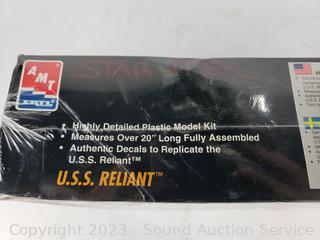 AMT
ERTL
STAR TREK
• Highly Detailed Plastic Model Kit
• Measures Over 20" Long Fully Assembled
• Authentic Decals to Replicate the
U.S.S. Reliant™
U.S.S. RELIANT™
Copyright 2023 - Sound Auction Service